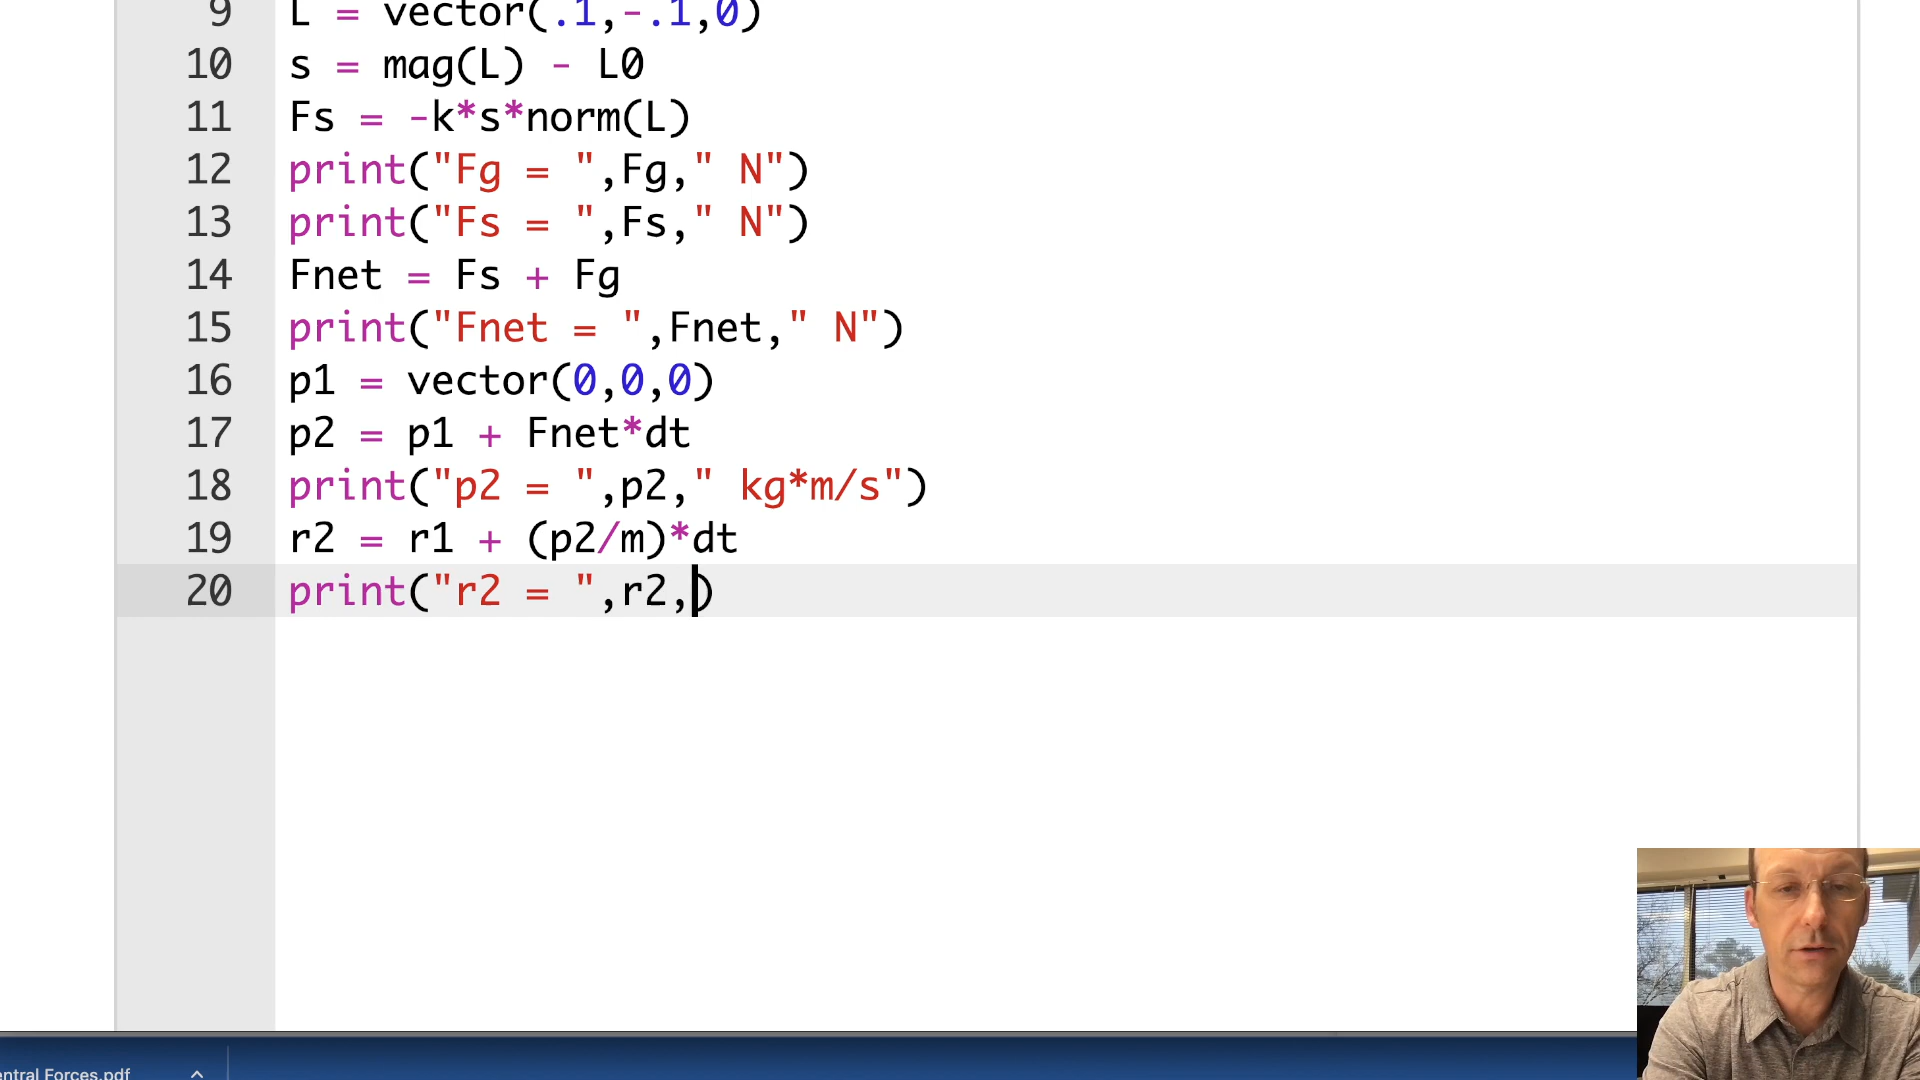 9 L = vector(.1,-.1,0)
10 s = mag(L) - L0
11 Fs = -k*s*norm(L)
12 print("Fg = ",Fg," N")
13 print("Fs = ",Fs," N")
14 Fnet = Fs + Fg
15 print("Fnet = ",Fnet," N")
16 p1 = vector(0,0,0)
17 p2 = p1 + Fnet*dt
18 print("p2 = ",p2," kg*m/s")
19 r2 = r1 + (p2/m)*dt
20 print("r2 = ",r2,)
entral Forces.pdf